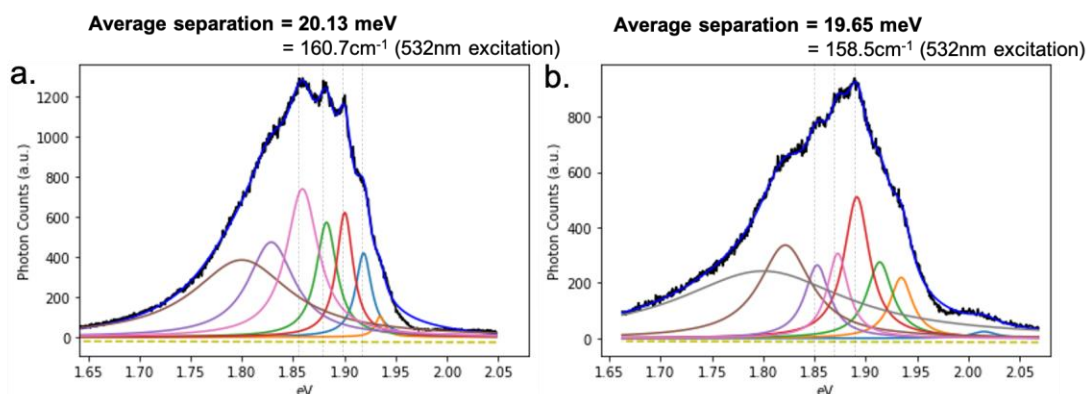 Average separation = 20.13 meV
= 160.7cm⁻¹ (532nm excitation)
a.
1200
1000
800
600
400
200
0
Photon Counts (a.u.)
1.65 1.70 1.75 1.80 1.85 1.90 1.95 2.00 2.05
eV
Average separation = 19.65 meV
= 158.5cm⁻¹ (532nm excitation)
b.
800
600
400
200
0
Photon Counts (a.u.)
1.65 1.70 1.75 1.80 1.85 1.90 1.95 2.00 2.05
eV